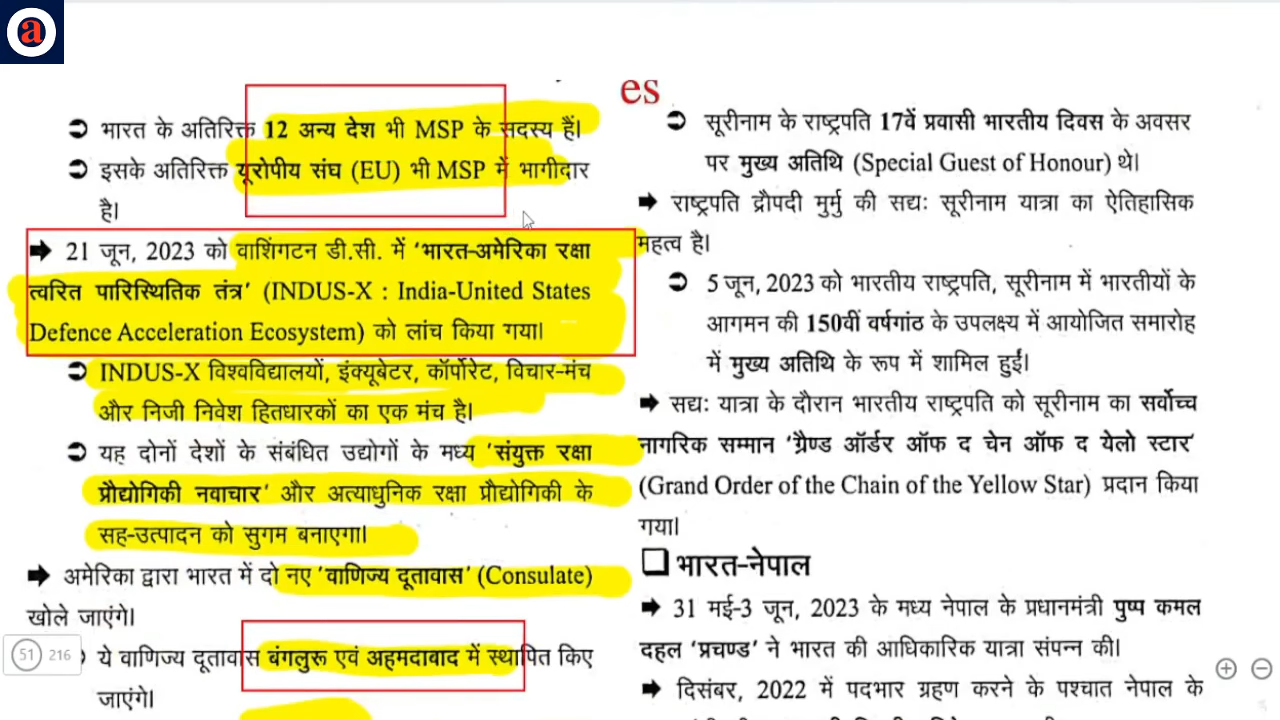 a
es
➲ भारत के अतिरिक्त 12 अन्य देश भी MSP के सदस्य हैं।
➲ इसके अतिरिक्त यूरोपीय संघ (EU) भी MSP में भागीदार
है।
➡ 21 जून, 2023 को वाशिंगटन डी.सी. में ‘भारत-अमेरिका रक्षा
त्वरित पारिस्थितिक तंत्र’ (INDUS-X : India-United States
Defence Acceleration Ecosystem) को लांच किया गया।
➲ INDUS-X विश्वविद्यालयों, इंक्यूबेटर, कॉर्पोरेट, विचार-मंच
और निजी निवेश हितधारकों का एक मंच है।
➲ यह दोनों देशों के संबंधित उद्योगों के मध्य ‘संयुक्त रक्षा
प्रौद्योगिकी नवाचार’ और अत्याधुनिक रक्षा प्रौद्योगिकी के
सह-उत्पादन को सुगम बनाएगा।
➡ अमेरिका द्वारा भारत में दो नए ‘वाणिज्य दूतावास’ (Consulate)
खोले जाएंगे।
ये वाणिज्य दूतावास बंगलुरू एवं अहमदाबाद में स्थापित किए
जाएंगे।
51 216
➲ सूरीनाम के राष्ट्रपति 17वें प्रवासी भारतीय दिवस के अवसर
पर मुख्य अतिथि (Special Guest of Honour) थे।
➡ राष्ट्रपति द्रौपदी मुर्मु की सद्यः सूरीनाम यात्रा का ऐतिहासिक
महत्व है।
➲ 5 जून, 2023 को भारतीय राष्ट्रपति, सूरीनाम में भारतीयों के
आगमन की 150वीं वर्षगांठ के उपलक्ष्य में आयोजित समारोह
में मुख्य अतिथि के रूप में शामिल हुईं।
➡ सद्यः यात्रा के दौरान भारतीय राष्ट्रपति को सूरीनाम का सर्वोच्च
नागरिक सम्मान ‘ग्रैण्ड ऑर्डर ऑफ द चेन ऑफ द येलो स्टार’
(Grand Order of the Chain of the Yellow Star) प्रदान किया
गया।
❑ भारत-नेपाल
➡ 31 मई-3 जून, 2023 के मध्य नेपाल के प्रधानमंत्री पुष्प कमल
दहल ‘प्रचण्ड’ ने भारत की आधिकारिक यात्रा संपन्न की।
➡ दिसंबर, 2022 में पदभार ग्रहण करने के पश्चात नेपाल के